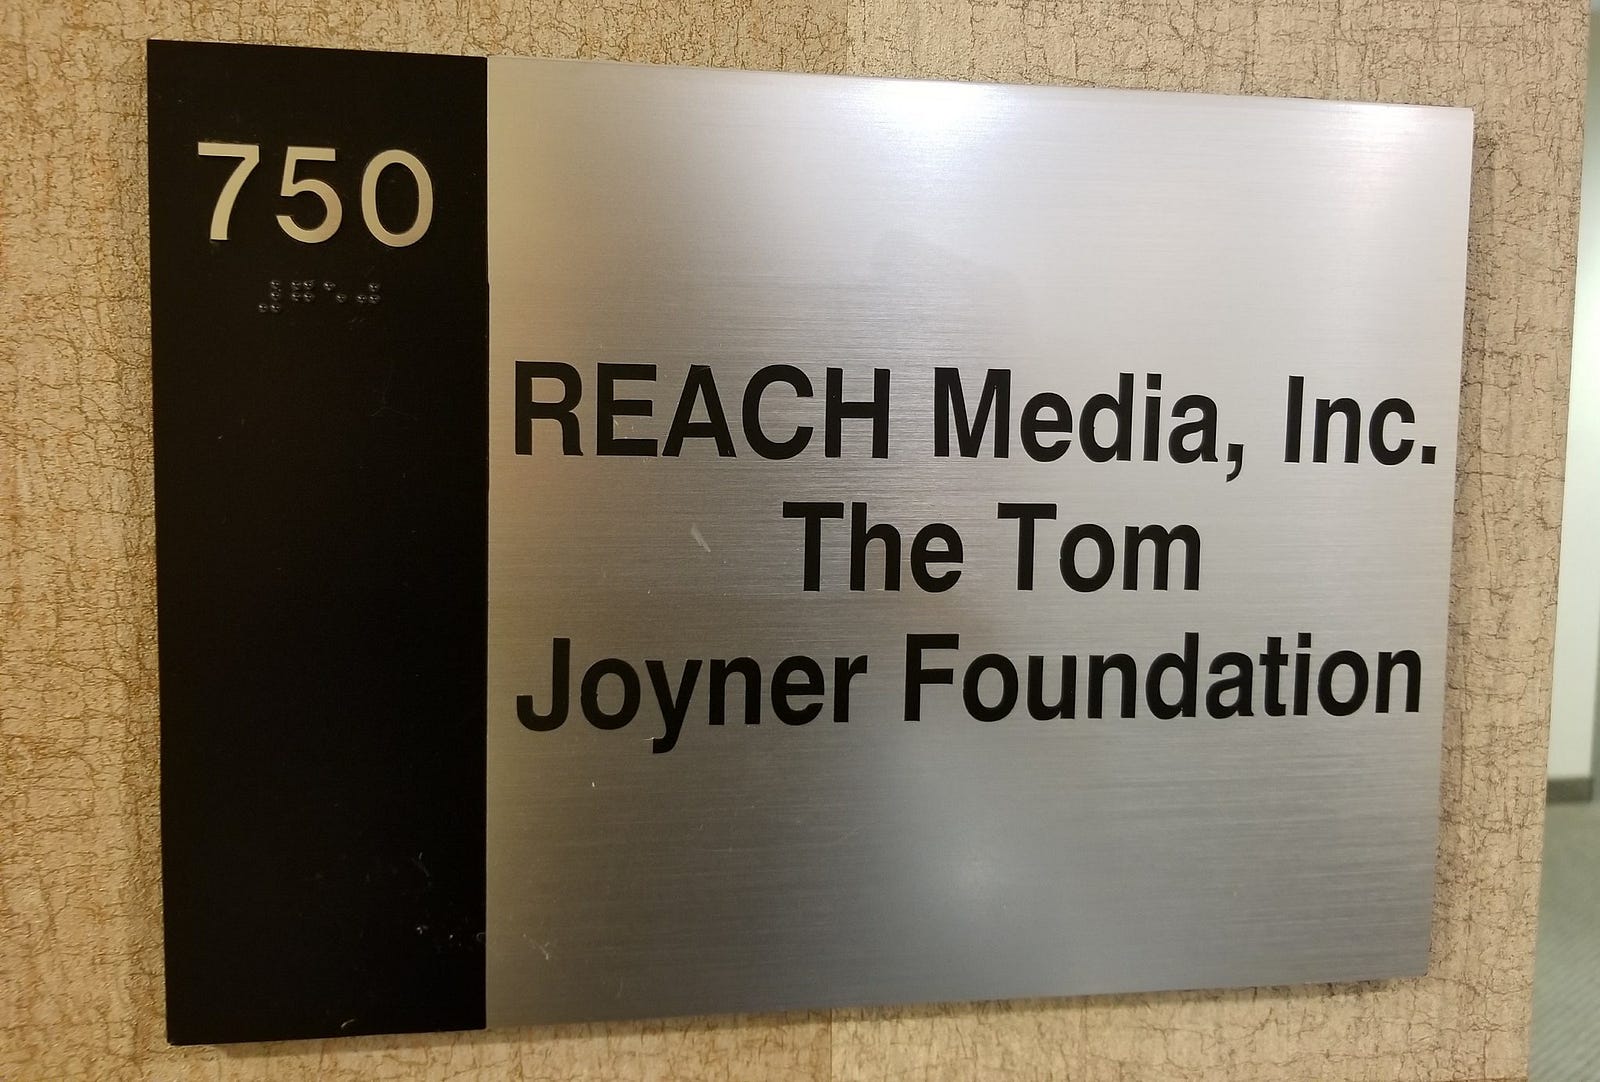 750
⠼⠛⠑⠚
REACH Media, Inc.
The Tom
Joyner Foundation